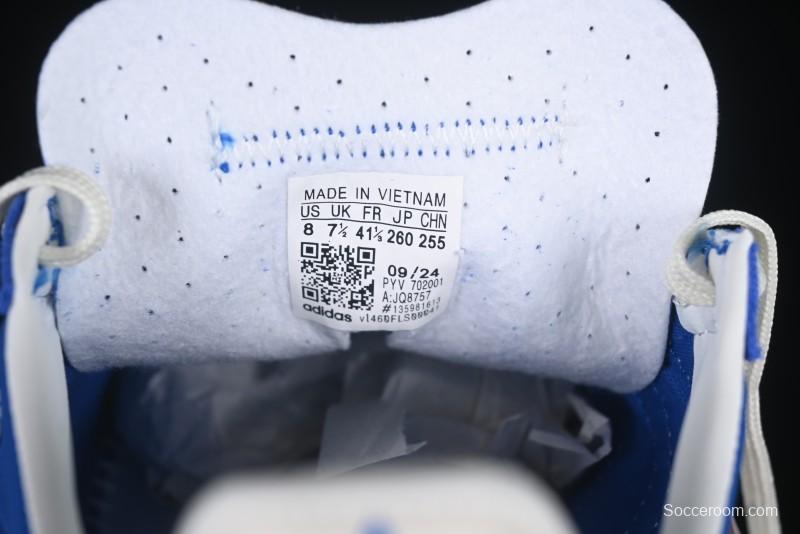 MADE IN VIETNAM
US UK FR JP CHN
8 7½ 41⅓ 260 255
09/24
PYV 702001
A:JQ8757
adidas
Socceroom.com